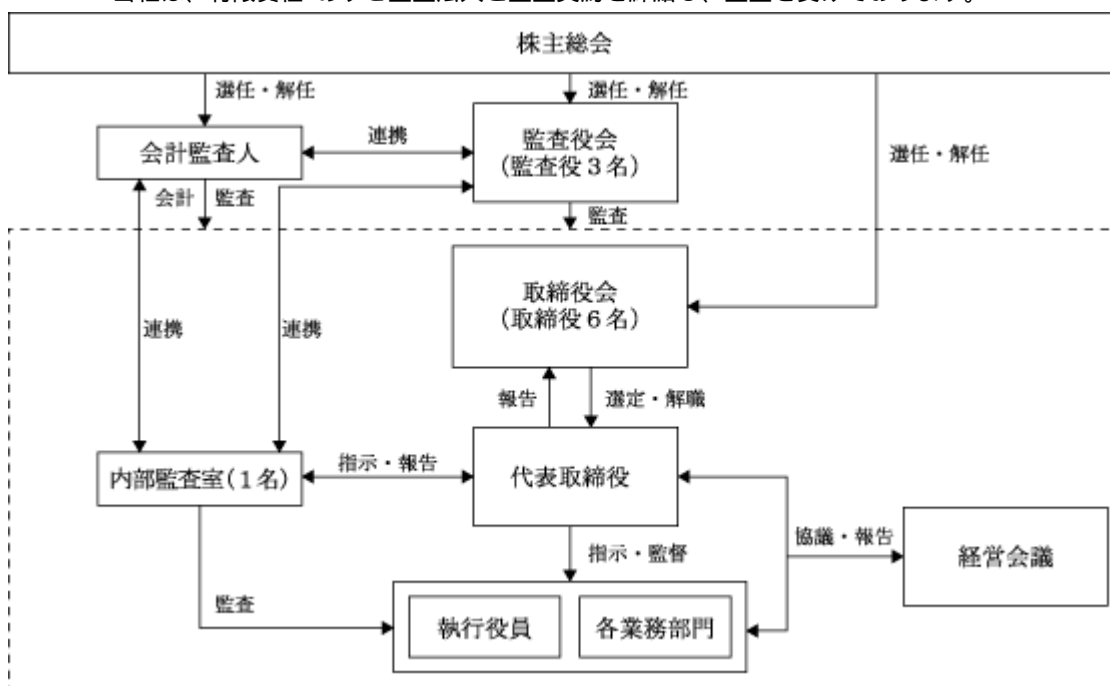 株主総会
選任・解任
選任・解任
選任・解任
会計監査人
連携
監査役会
(監査役3名)
会計 監査
監査
取締役会
(取締役6名)
連携
連携
報告
選定・解職
内部監査室(1名)
指示・報告
代表取締役
協議・報告
経営会議
指示・監督
監査
執行役員
各業務部門